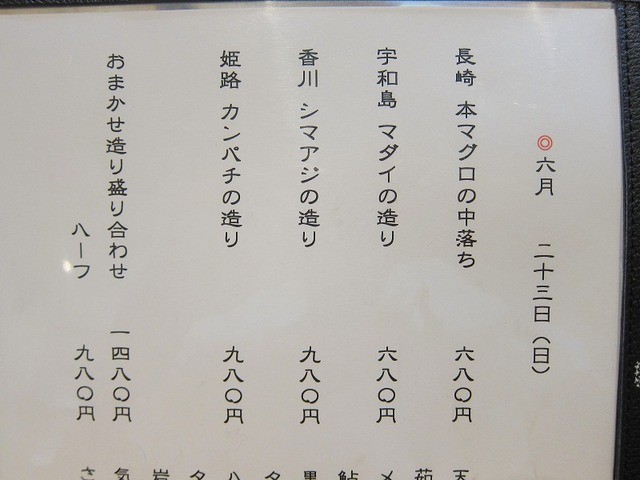 ◎六月 二十三日(日)
長崎 本マグロの中落ち 六八〇円
宇和島 マダイの造り 六八〇円
香川 シマアジの造り 九八〇円
姫路 カンパチの造り 九八〇円
おまかせ造り盛り合わせ 一四八〇円
ハーフ 九八〇円